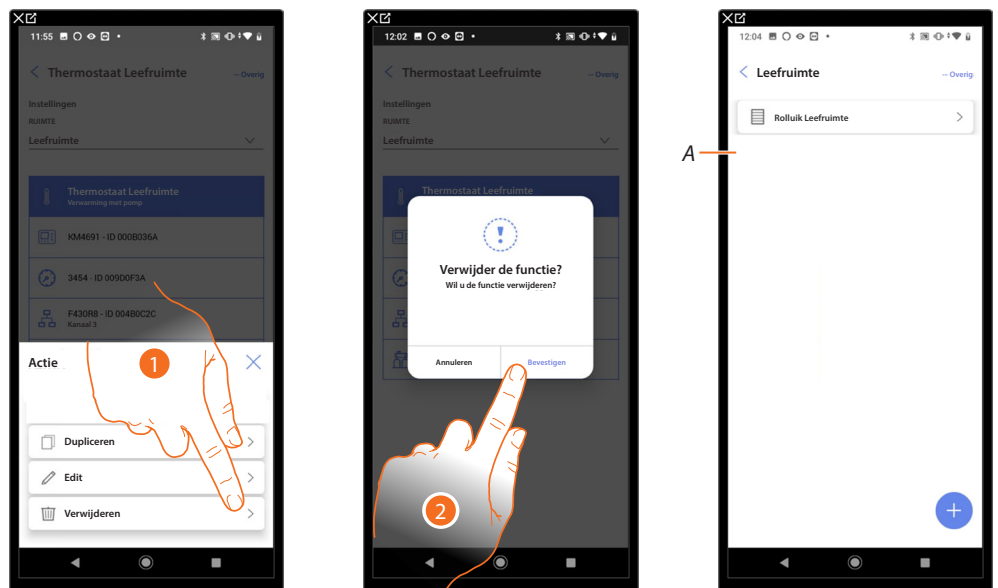 11:55
Thermostaat Leefruimte
-- Overig
Instellingen
RUIMTE
Leefruimte
Thermostaat Leefruimte
Verwarming met pomp
KM4691 - ID 000B036A
3454 - ID 009D0F3A
F430R8 - ID 004B0C2C
Kanaal 3
Actie
1
Dupliceren
Edit
Verwijderen
12:02
Thermostaat Leefruimte
-- Overig
Instellingen
RUIMTE
Leefruimte
Thermostaat Leefruimte
Verwijder de functie?
Wil u de functie verwijderen?
Annuleren
Bevestigen
2
12:04
Leefruimte
-- Overig
Rolluik Leefruimte
A